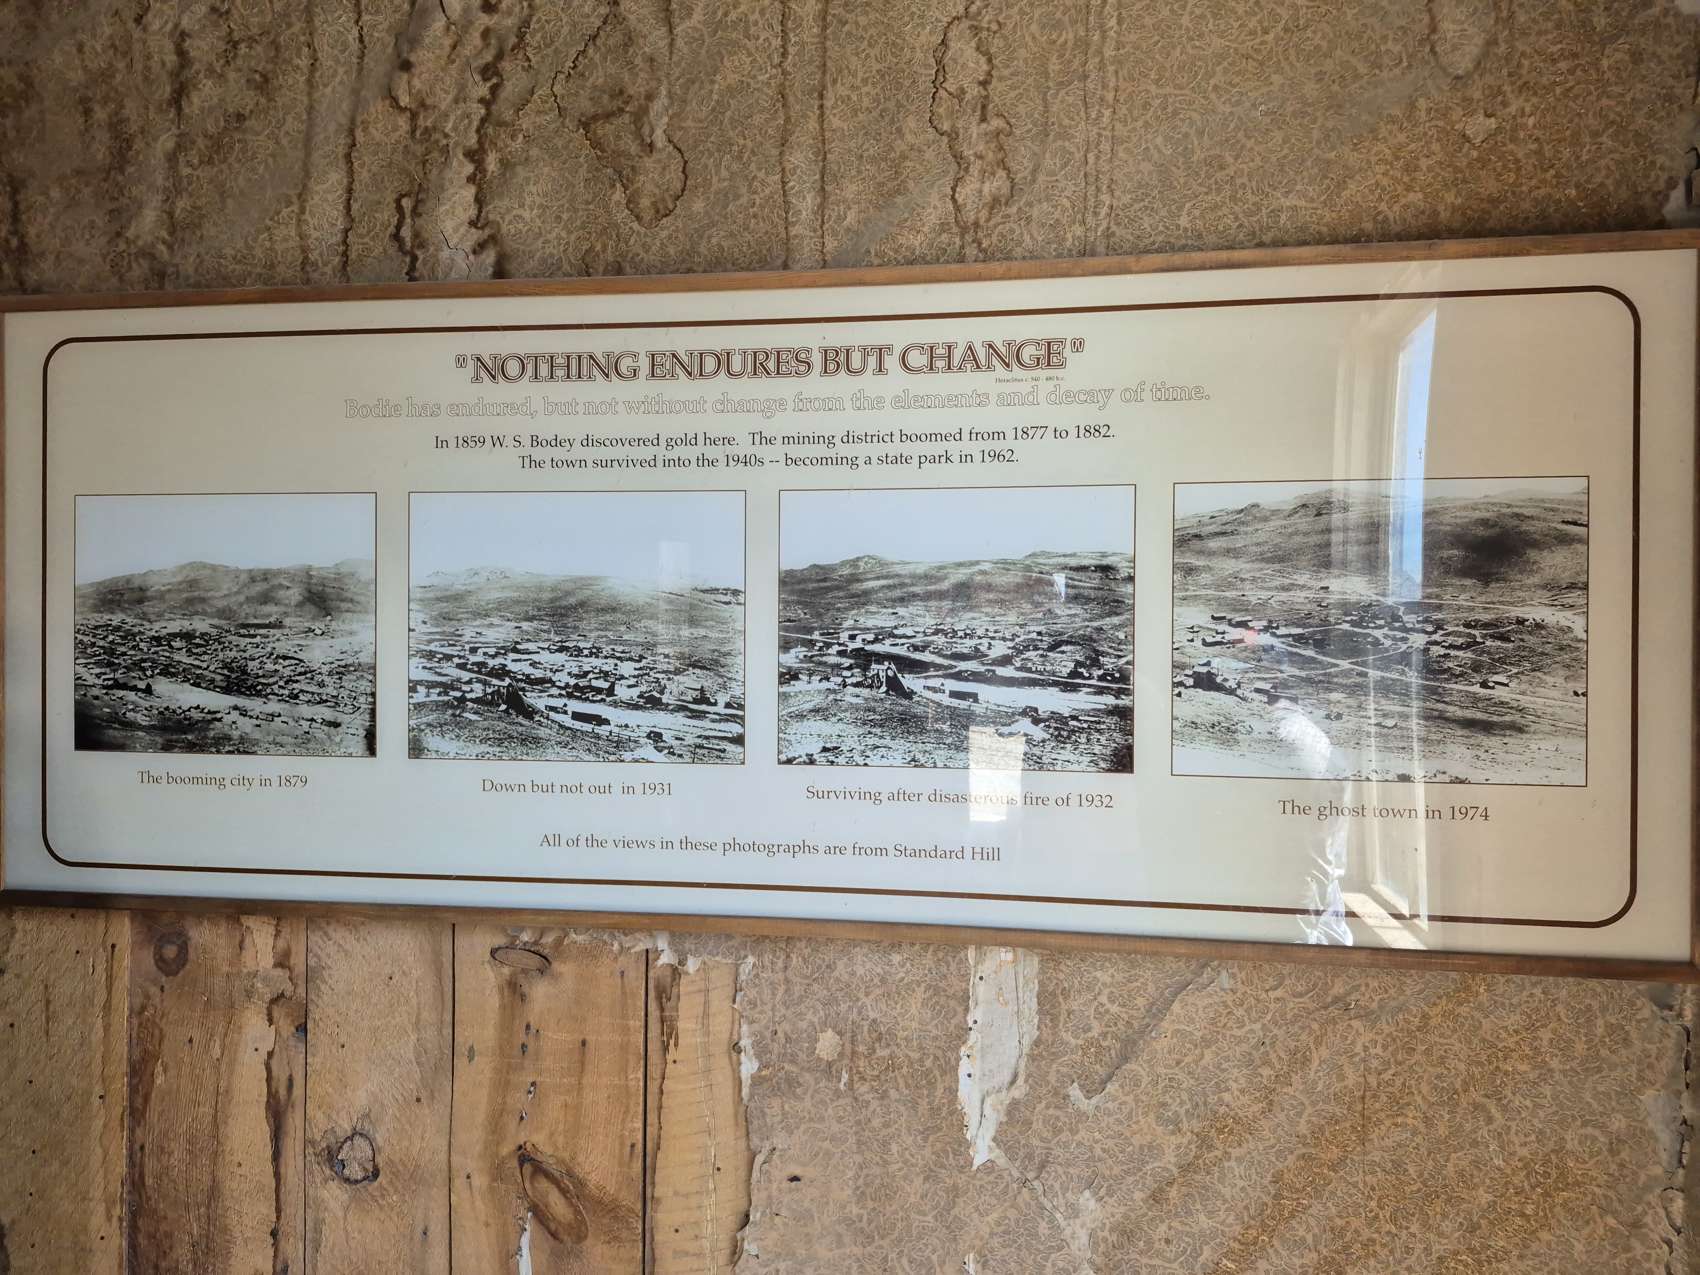 "NOTHING ENDURES BUT CHANGE"
Heraclitus c. 540 - 480 b.c.
Bodie has endured, but not without change from the elements and decay of time.
In 1859 W. S. Bodey discovered gold here. The mining district boomed from 1877 to 1882.
The town survived into the 1940s -- becoming a state park in 1962.
The booming city in 1879
Down but not out in 1931
Surviving after disasterous fire of 1932
The ghost town in 1974
All of the views in these photographs are from Standard Hill